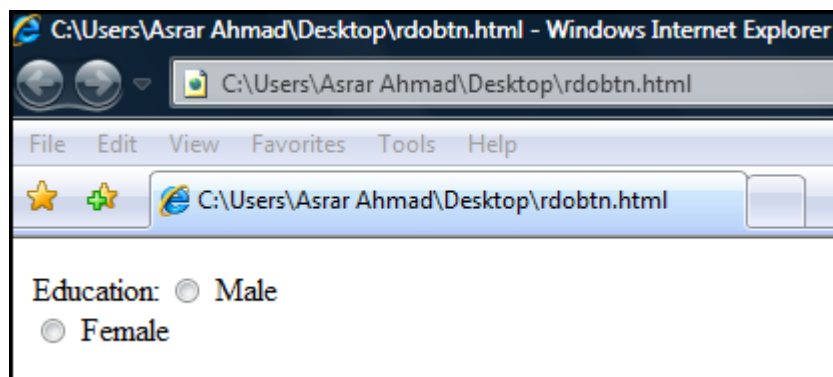 C:\Users\Asrar Ahmad\Desktop\rdobtn.html - Windows Internet Explorer
C:\Users\Asrar Ahmad\Desktop\rdobtn.html
File Edit View Favorites Tools Help
C:\Users\Asrar Ahmad\Desktop\rdobtn.html
Education: Male
Female